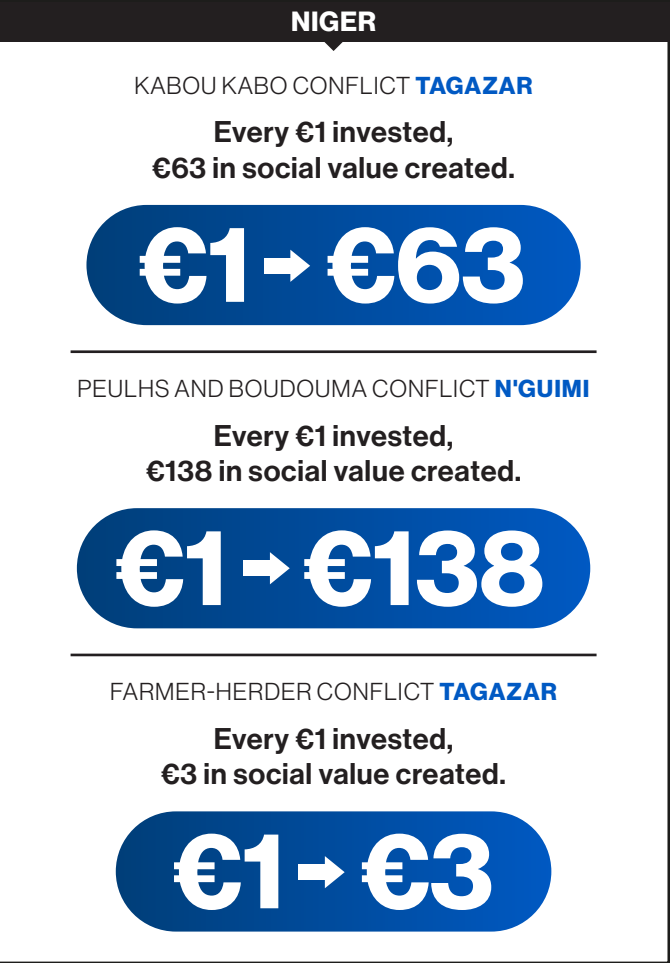 NIGER
KABOU KABO CONFLICT TAGAZAR
Every €1 invested,
€63 in social value created.
€1 → €63
PEULHS AND BOUDOUMA CONFLICT N'GUIMI
Every €1 invested,
€138 in social value created.
€1 → €138
FARMER-HERDER CONFLICT TAGAZAR
Every €1 invested,
€3 in social value created.
€1 → €3